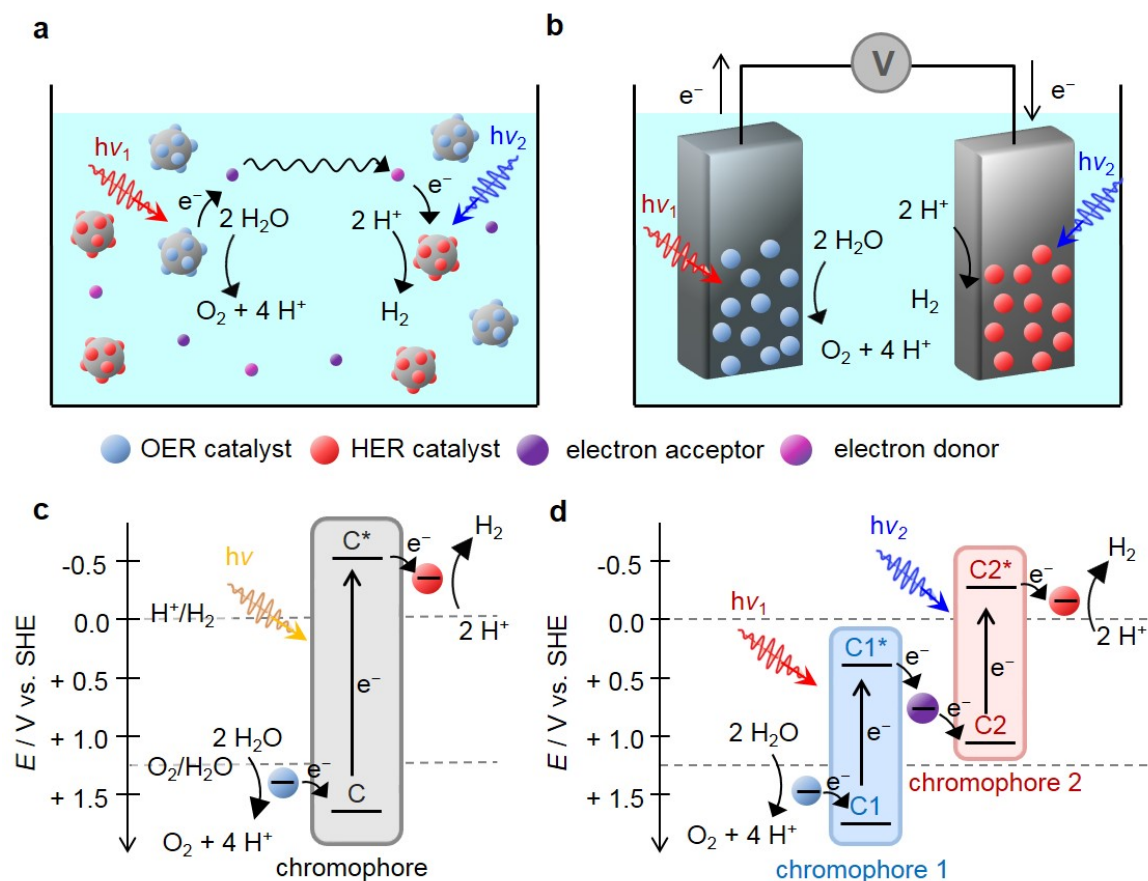 a
hν₁
e⁻
2 H₂O
O₂ + 4 H⁺
e⁻
2 H⁺
H₂
hν₂
b
e⁻
V
e⁻
hν₁
2 H₂O
O₂ + 4 H⁺
2 H⁺
H₂
hν₂
OER catalyst
HER catalyst
electron acceptor
electron donor
c
E / V vs. SHE
-0.5
0.0
+ 0.5
+ 1.0
+ 1.5
H⁺/H₂
O₂/H₂O
hν
C*
e⁻
H₂
2 H⁺
e⁻
2 H₂O
e⁻
C
O₂ + 4 H⁺
chromophore
d
E / V vs. SHE
-0.5
0.0
+ 0.5
+ 1.0
+ 1.5
hν₁
hν₂
C2*
e⁻
H₂
2 H⁺
C1*
e⁻
e⁻
e⁻
C2
e⁻
2 H₂O
chromophore 2
e⁻
C1
O₂ + 4 H⁺
chromophore 1